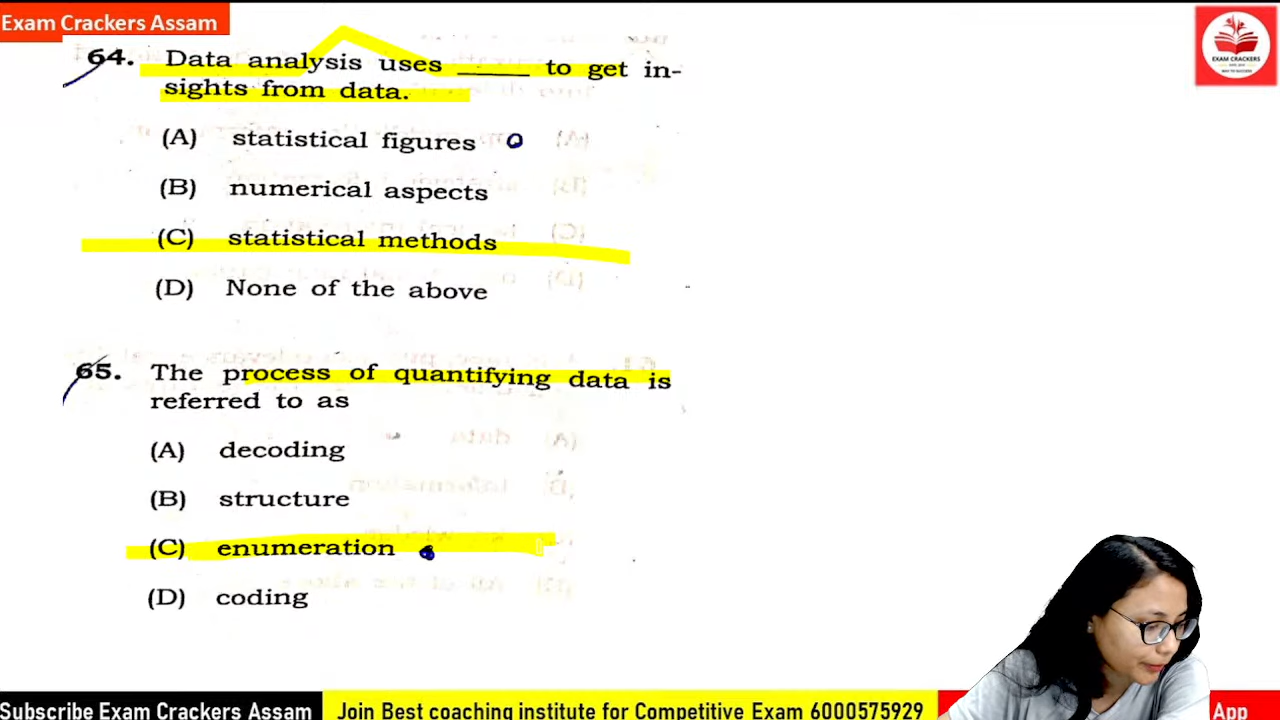 Exam Crackers Assam
EXAM CRACKERS
64. Data analysis uses _____ to get in-
sights from data.
(A) statistical figures
(B) numerical aspects
(C) statistical methods
(D) None of the above
65. The process of quantifying data is
referred to as
(A) decoding
(B) structure
(C) enumeration
(D) coding
Subscribe Exam Crackers Assam Join Best coaching institute for Competitive Exam 6000575929 App